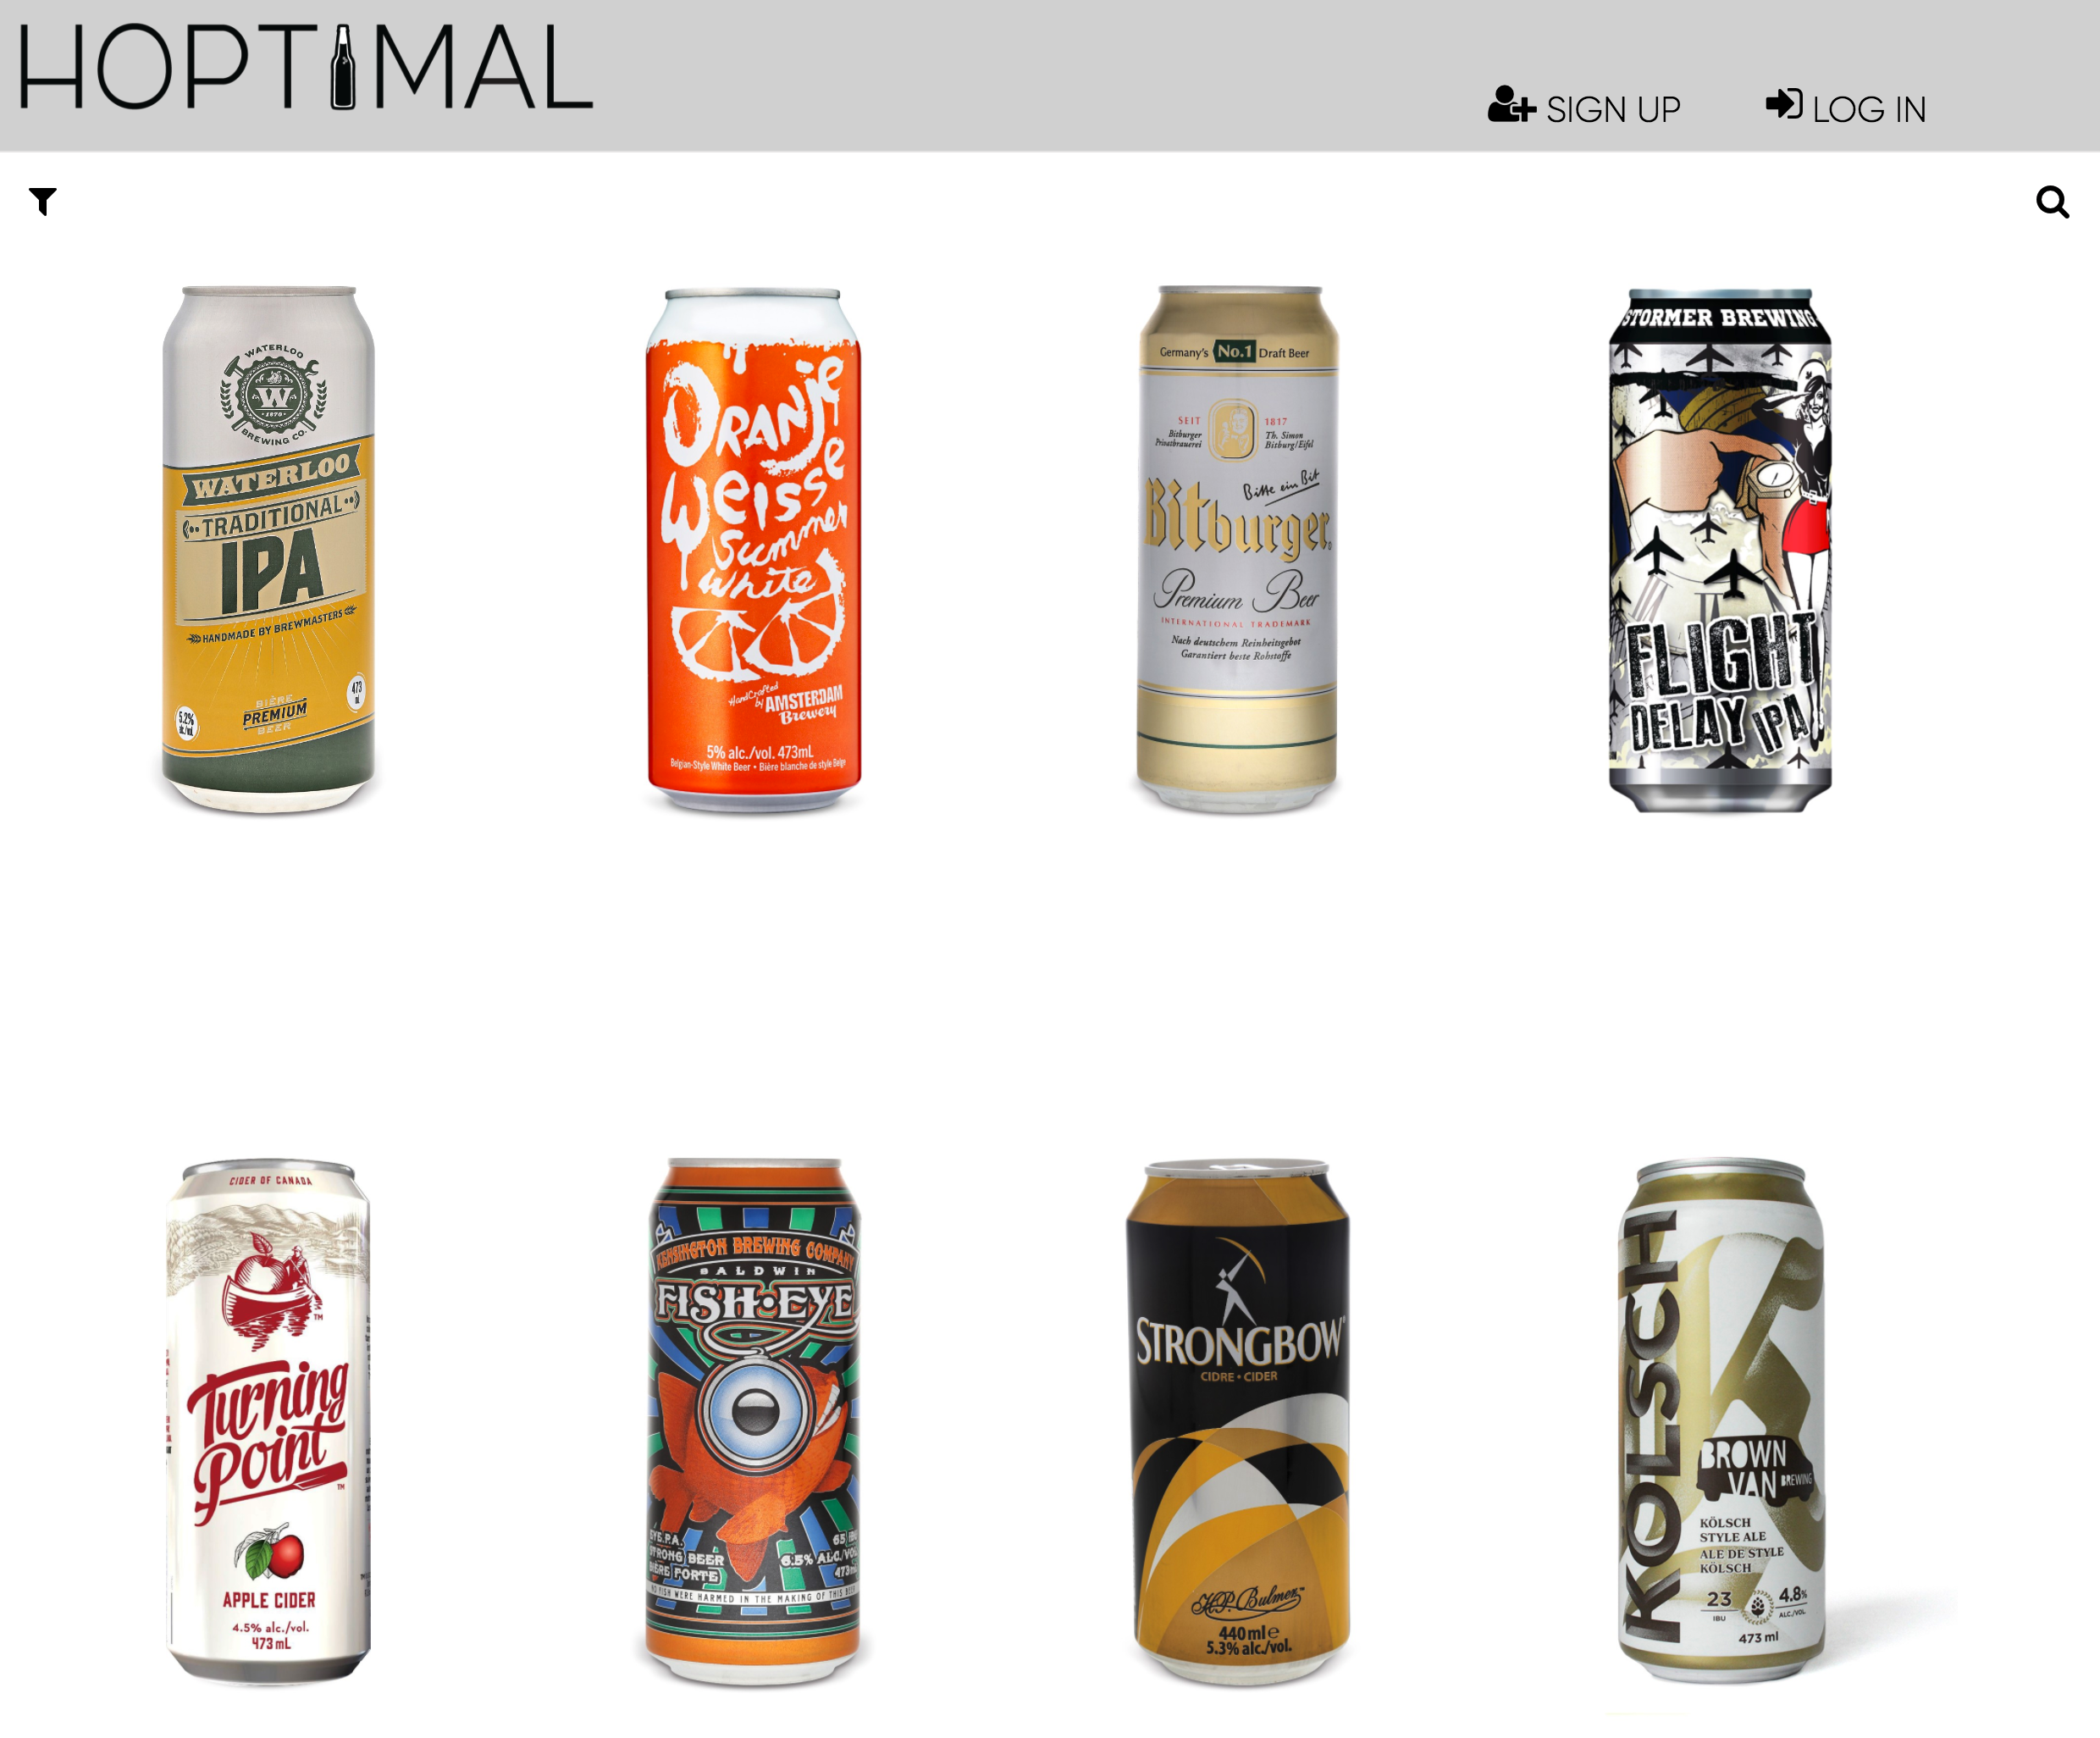 HOPTIMAL
SIGN UP
LOG IN
WATERLOO
W
1870
BREWING CO.
WATERLOO
TRADITIONAL
IPA
HANDMADE BY BREWMASTERS
BIÈRE
PREMIUM
BEER
5.2%
alc./vol.
473
ml
ORANJE
Weisse
Summer
White
HandCrafted
by AMSTERDAM
Brewery
5% alc./vol. 473mL
Belgian-Style White Beer • Bière blanche de style Belge
Germany's No.1 Draft Beer
SEIT 1817
Bitburger Th. Simon
Privatbrauerei Bitburg/Eifel
Bitte ein Bit
Bitburger
Premium Beer
INTERNATIONAL TRADEMARK
Nach deutschem Reinheitsgebot
Garantiert beste Rohstoffe
STORMER BREWING
FLIGHT
DELAY IPA
CIDER OF CANADA
TM
Turning
Point
TM
APPLE CIDER
4.5% alc./vol.
473 mL
KENSINGTON BREWING COMPANY
BALDWIN
FISH•EYE
EYE.P.A.
STRONG BEER
BIÈRE FORTE
65 IBU
6.5% ALC./VOL
473mL
NO FISH WERE HARMED IN THE MAKING OF THIS BEER
STRONGBOW
CIDRE • CIDER
H.P. Bulmer
440 ml e
5.3% alc./vol.
KÖLSCH
BROWN
VAN BREWING
KÖLSCH
STYLE ALE
ALE DE STYLE
KÖLSCH
23
IBU
4.8%
ALC./VOL.
473 ml